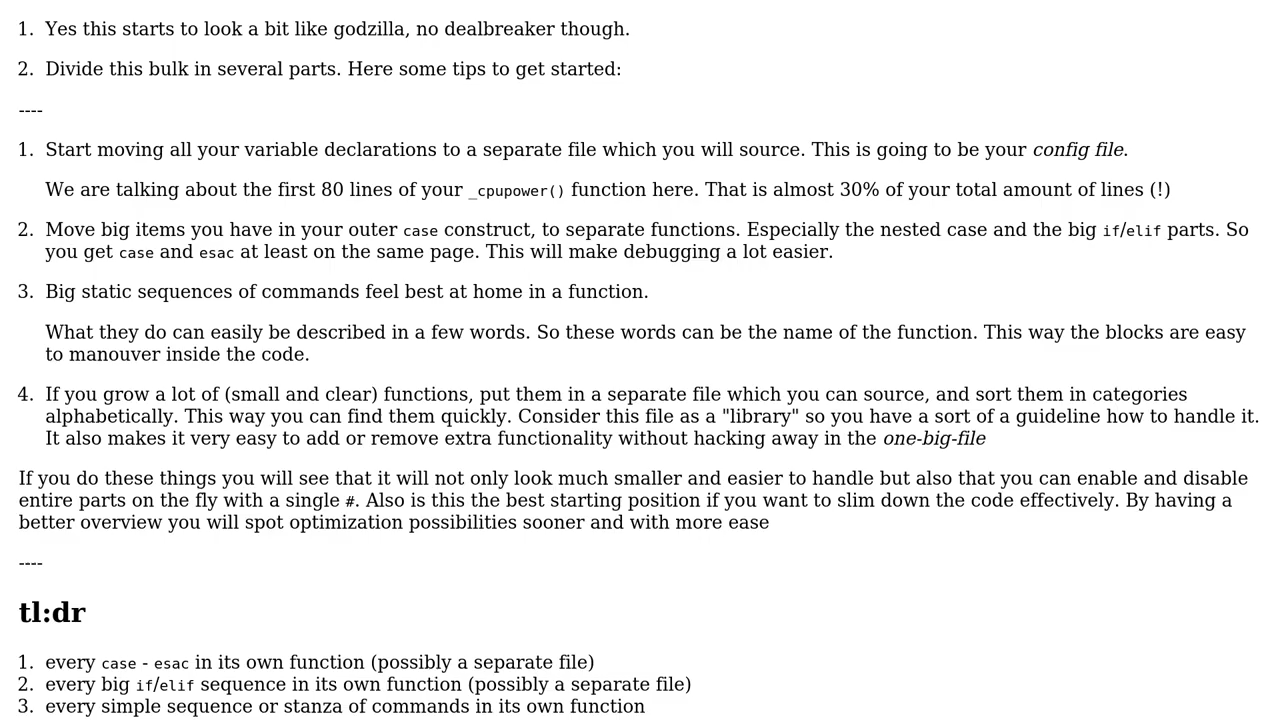 1. Yes this starts to look a bit like godzilla, no dealbreaker though.
2. Divide this bulk in several parts. Here some tips to get started:
----
1. Start moving all your variable declarations to a separate file which you will source. This is going to be your config file.
We are talking about the first 80 lines of your _cpupower() function here. That is almost 30% of your total amount of lines (!)
2. Move big items you have in your outer case construct, to separate functions. Especially the nested case and the big if/elif parts. So
you get case and esac at least on the same page. This will make debugging a lot easier.
3. Big static sequences of commands feel best at home in a function.
What they do can easily be described in a few words. So these words can be the name of the function. This way the blocks are easy
to manouver inside the code.
4. If you grow a lot of (small and clear) functions, put them in a separate file which you can source, and sort them in categories
alphabetically. This way you can find them quickly. Consider this file as a "library" so you have a sort of a guideline how to handle it.
It also makes it very easy to add or remove extra functionality without hacking away in the one-big-file
If you do these things you will see that it will not only look much smaller and easier to handle but also that you can enable and disable
entire parts on the fly with a single #. Also is this the best starting position if you want to slim down the code effectively. By having a
better overview you will spot optimization possibilities sooner and with more ease
----
tl:dr
1. every case - esac in its own function (possibly a separate file)
2. every big if/elif sequence in its own function (possibly a separate file)
3. every simple sequence or stanza of commands in its own function